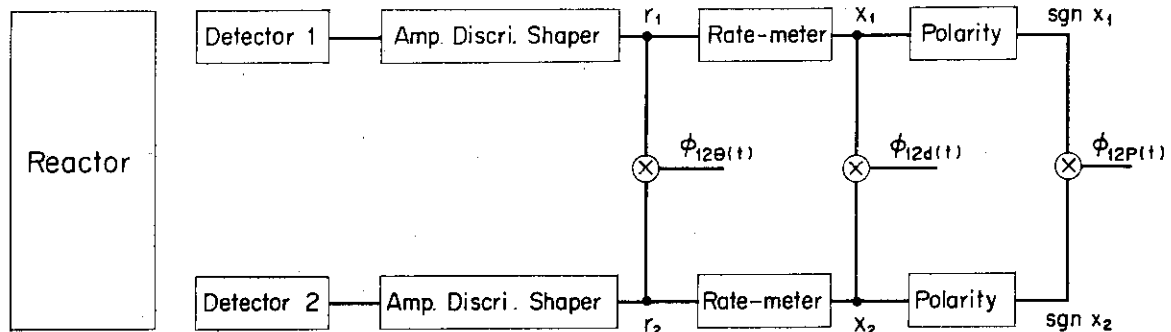 r₁ x₁ sgn x₁
Detector 1 Amp. Discri. Shaper Rate-meter Polarity
Reactor ϕ₁₂θ(t) ϕ₁₂d(t) ϕ₁₂P(t)
Detector 2 Amp. Discri. Shaper Rate-meter Polarity
r₂ x₂ sgn x₂